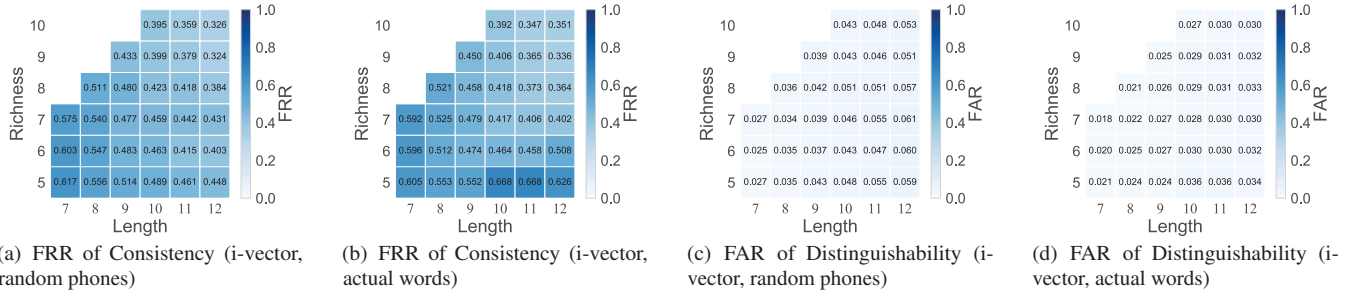 10 0.395 0.359 0.326
9 0.433 0.399 0.379 0.324
8 0.511 0.480 0.423 0.418 0.384
7 0.575 0.540 0.477 0.459 0.442 0.431
6 0.603 0.547 0.483 0.463 0.415 0.403
5 0.617 0.556 0.514 0.489 0.461 0.448
7 8 9 10 11 12
Length
Richness
1.0
0.8
0.6
0.4
0.2
0.0
FRR
(a) FRR of Consistency (i-vector,
random phones)
10 0.392 0.347 0.351
9 0.450 0.406 0.365 0.336
8 0.521 0.458 0.418 0.373 0.364
7 0.592 0.525 0.479 0.417 0.406 0.402
6 0.596 0.512 0.474 0.464 0.458 0.508
5 0.605 0.553 0.552 0.668 0.668 0.626
7 8 9 10 11 12
Length
Richness
1.0
0.8
0.6
0.4
0.2
0.0
FRR
(b) FRR of Consistency (i-vector,
actual words)
10 0.043 0.048 0.053
9 0.039 0.043 0.046 0.051
8 0.036 0.042 0.051 0.051 0.057
7 0.027 0.034 0.039 0.046 0.055 0.061
6 0.025 0.035 0.037 0.043 0.047 0.060
5 0.027 0.035 0.043 0.048 0.055 0.059
7 8 9 10 11 12
Length
Richness
1.0
0.8
0.6
0.4
0.2
0.0
FAR
(c) FAR of Distinguishability (i-
vector, random phones)
10 0.027 0.030 0.030
9 0.025 0.029 0.031 0.032
8 0.021 0.026 0.029 0.031 0.033
7 0.018 0.022 0.027 0.028 0.030 0.030
6 0.020 0.025 0.027 0.030 0.030 0.032
5 0.021 0.024 0.024 0.036 0.036 0.034
7 8 9 10 11 12
Length
Richness
1.0
0.8
0.6
0.4
0.2
0.0
FAR
(d) FAR of Distinguishability (i-
vector, actual words)